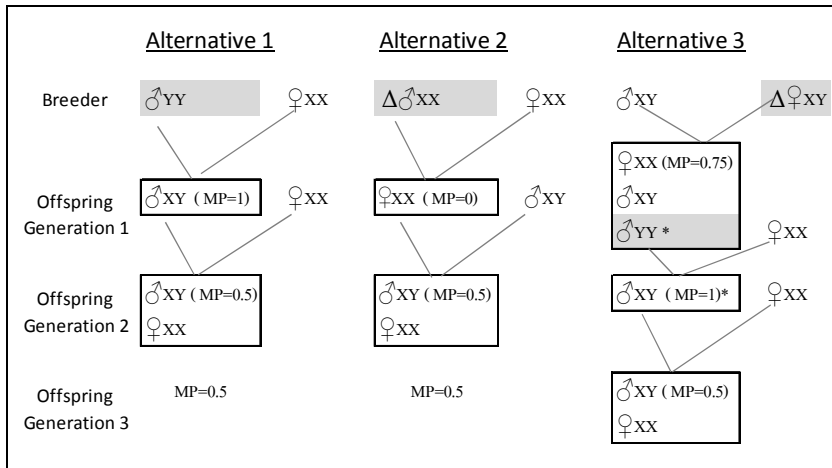 Alternative 1 Alternative 2 Alternative 3
Breeder ♂YY ♀XX Δ♂XX ♀XX ♂XY Δ♀XY
♀XX (MP=0.75)
Offspring ♂XY ( MP=1) ♀XX ♀XX ( MP=0) ♂XY ♂XY
Generation 1 ♂YY * ♀XX
Offspring ♂XY ( MP=0.5) ♂XY ( MP=0.5) ♂XY ( MP=1)* ♀XX
Generation 2 ♀XX ♀XX
Offspring MP=0.5 MP=0.5 ♂XY ( MP=0.5)
Generation 3 ♀XX